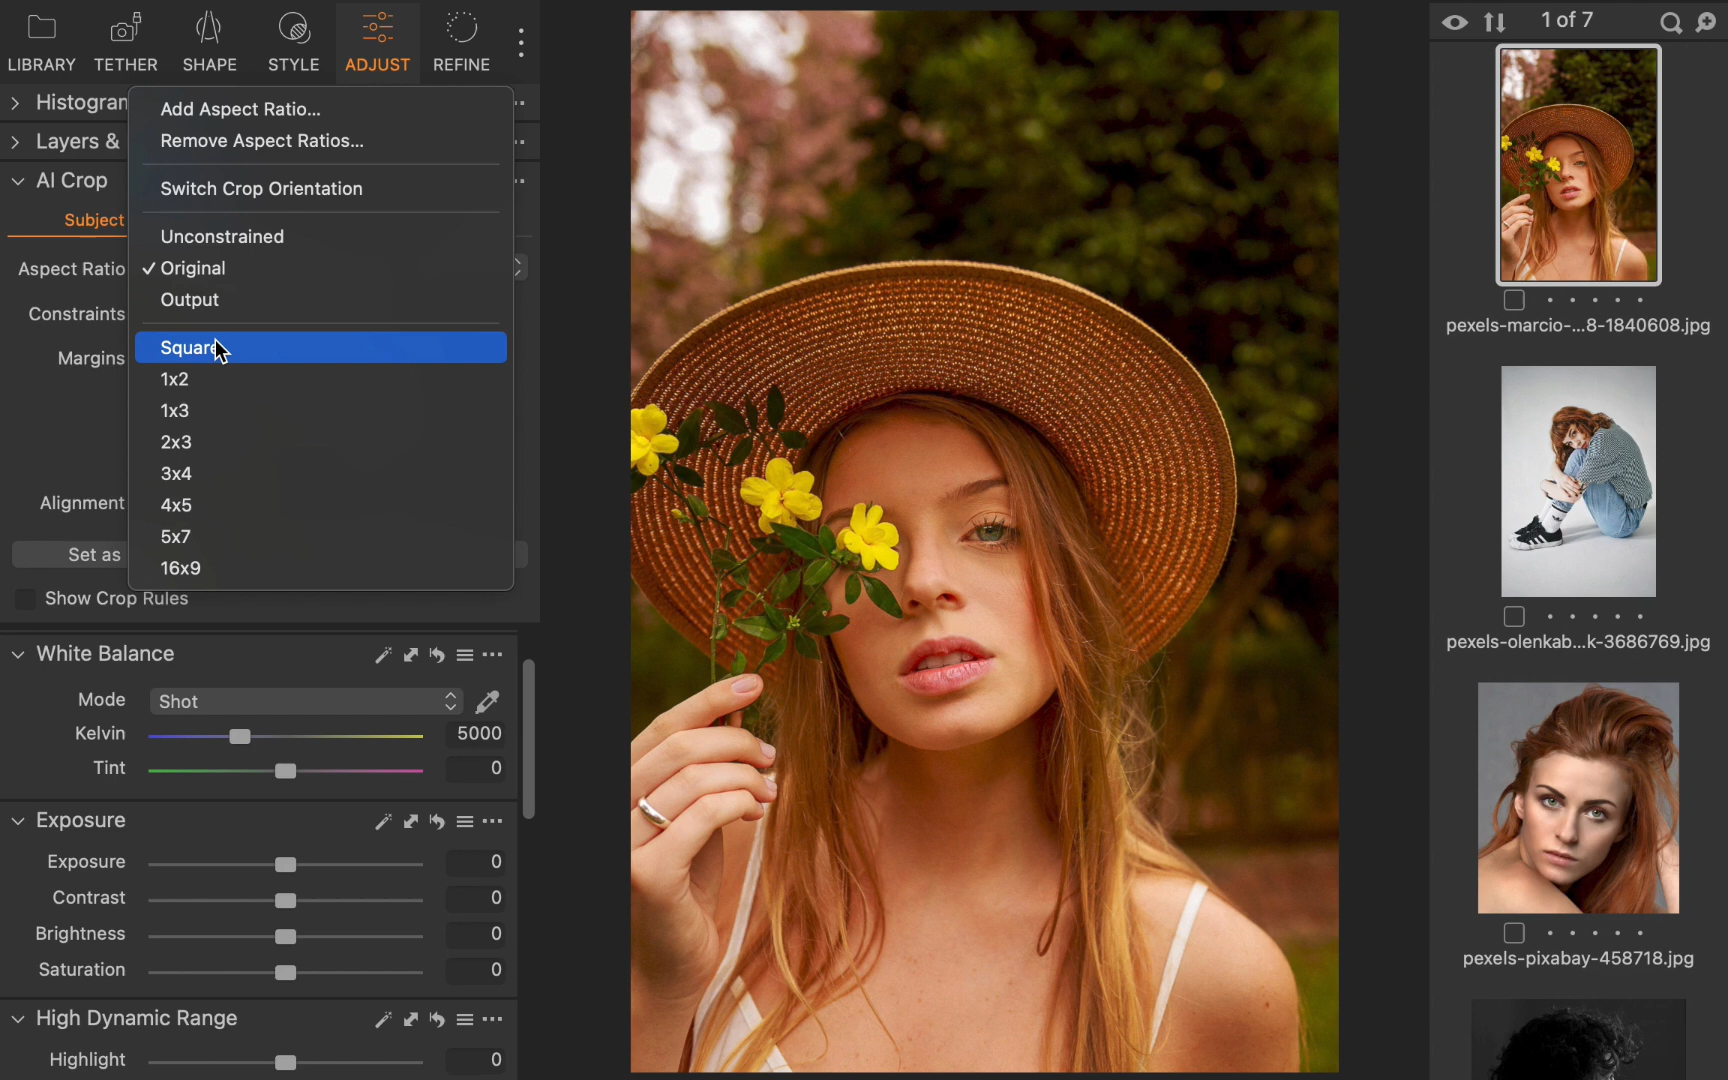 LIBRARY TETHER SHAPE STYLE ADJUST REFINE
1 of 7
Histogram
Layers &
AI Crop
Subject
Aspect Ratio
Constraints
Margins
Alignment
Set as
Show Crop Rules
Add Aspect Ratio...
Remove Aspect Ratios...
Switch Crop Orientation
Unconstrained
✓ Original
Output
Square
1x2
1x3
2x3
3x4
4x5
5x7
16x9
White Balance
Mode Shot
Kelvin 5000
Tint 0
Exposure
Exposure 0
Contrast 0
Brightness 0
Saturation 0
High Dynamic Range
Highlight 0
pexels-marcio-...8-1840608.jpg
pexels-olenkab...k-3686769.jpg
pexels-pixabay-458718.jpg